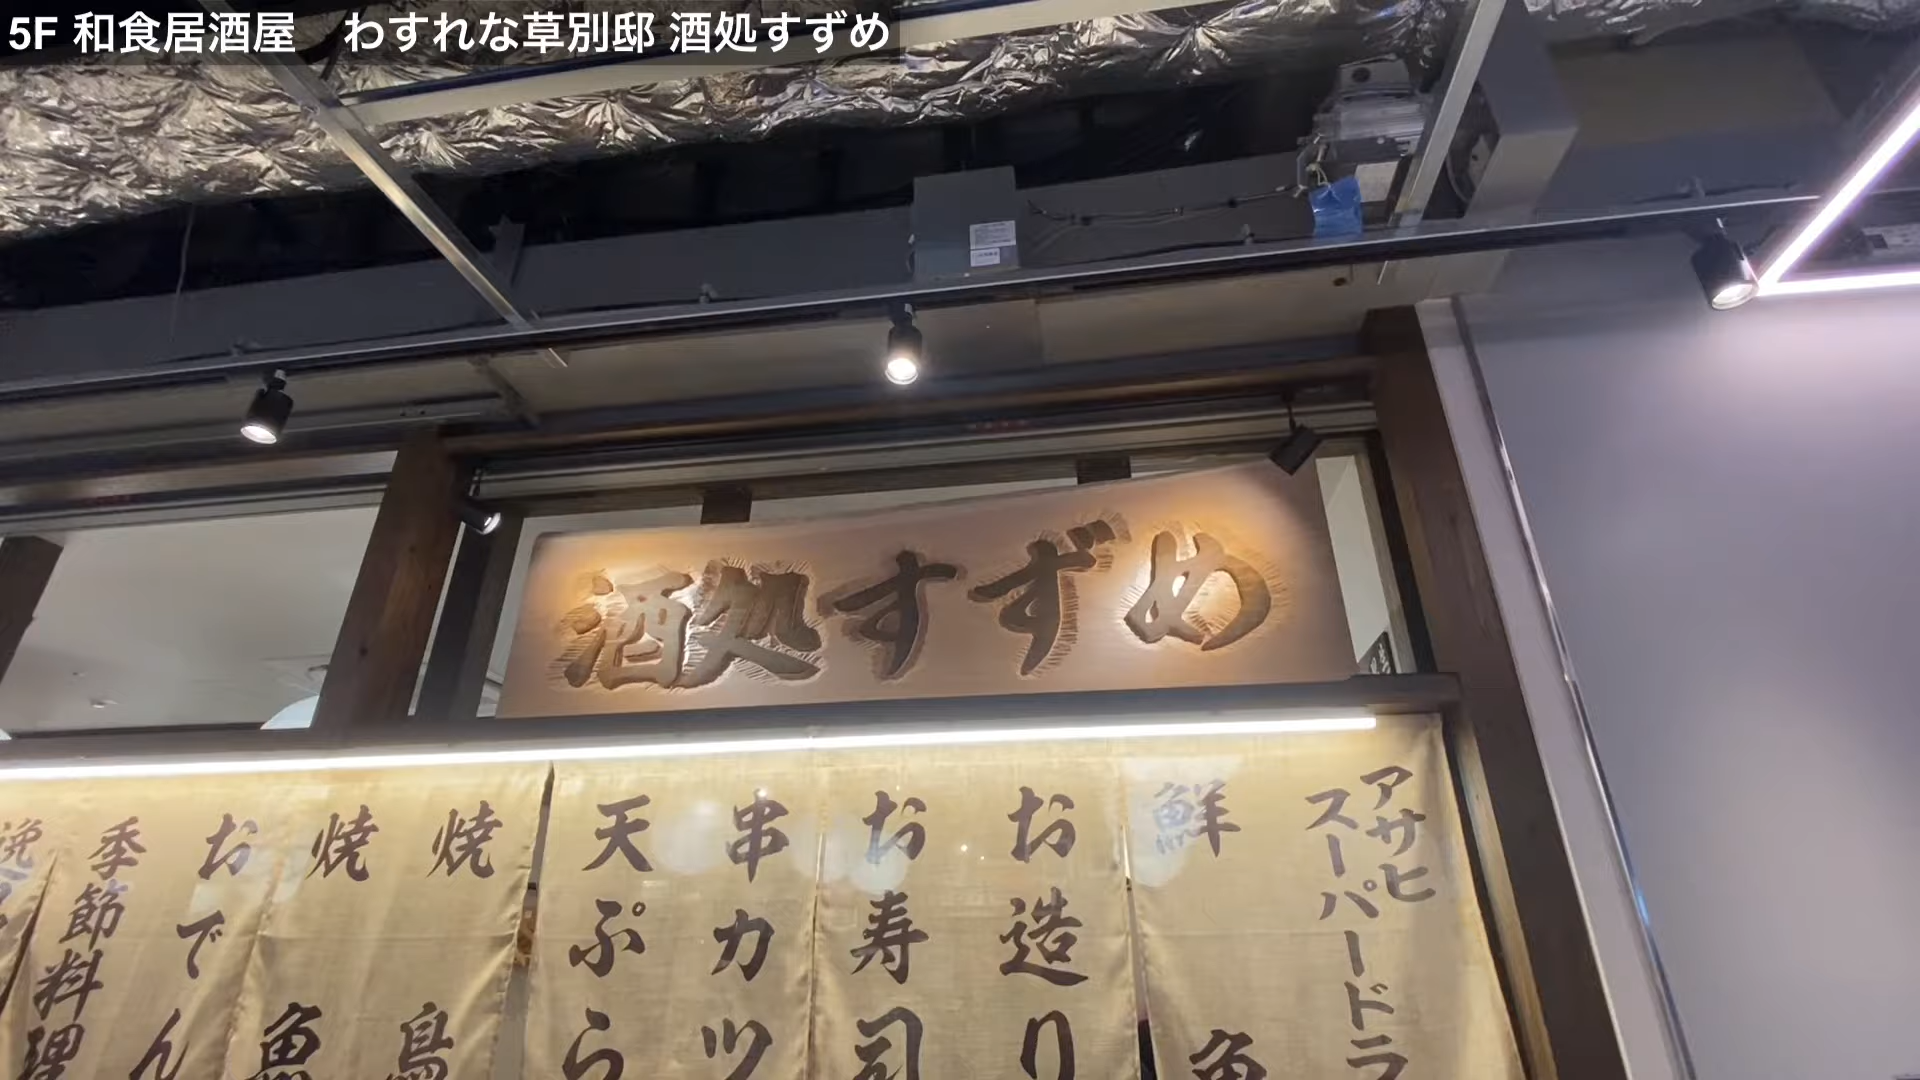 5F 和食居酒屋　わすれな草別邸 酒処すずめ
酒処すずめ
アサヒ
スーパードラ
鮮魚
お造り
お寿司
串カツ
天ぷら
焼鳥
焼魚
おでん
季節料理